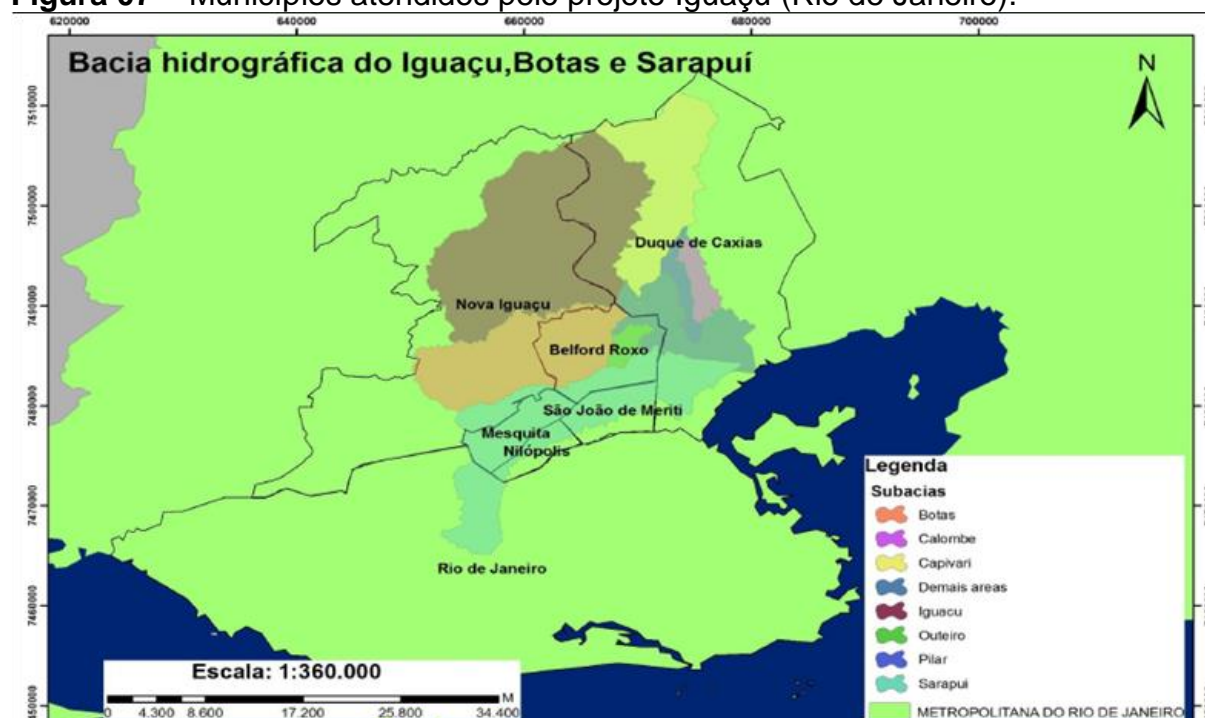 Figura 07 – Municípios atendidos pelo projeto Iguaçu (Rio de Janeiro).
620000 640000 660000 680000 700000
Bacia hidrográfica do Iguaçu,Botas e Sarapuí
N
7510000
7500000
7490000
7480000
7470000
7460000
Duque de Caxias
Nova Iguaçu
Belford Roxo
São João de Meriti
Mesquita
Nilópolis
Rio de Janeiro
Legenda
Subacias
Botas
Calombe
Capivari
Demais areas
Iguacu
Outeiro
Pilar
Sarapui
METROPOLITANA DO RIO DE JANEIRO
Escala: 1:360.000
M
0 4.300 8.600 17.200 25.800 34.400